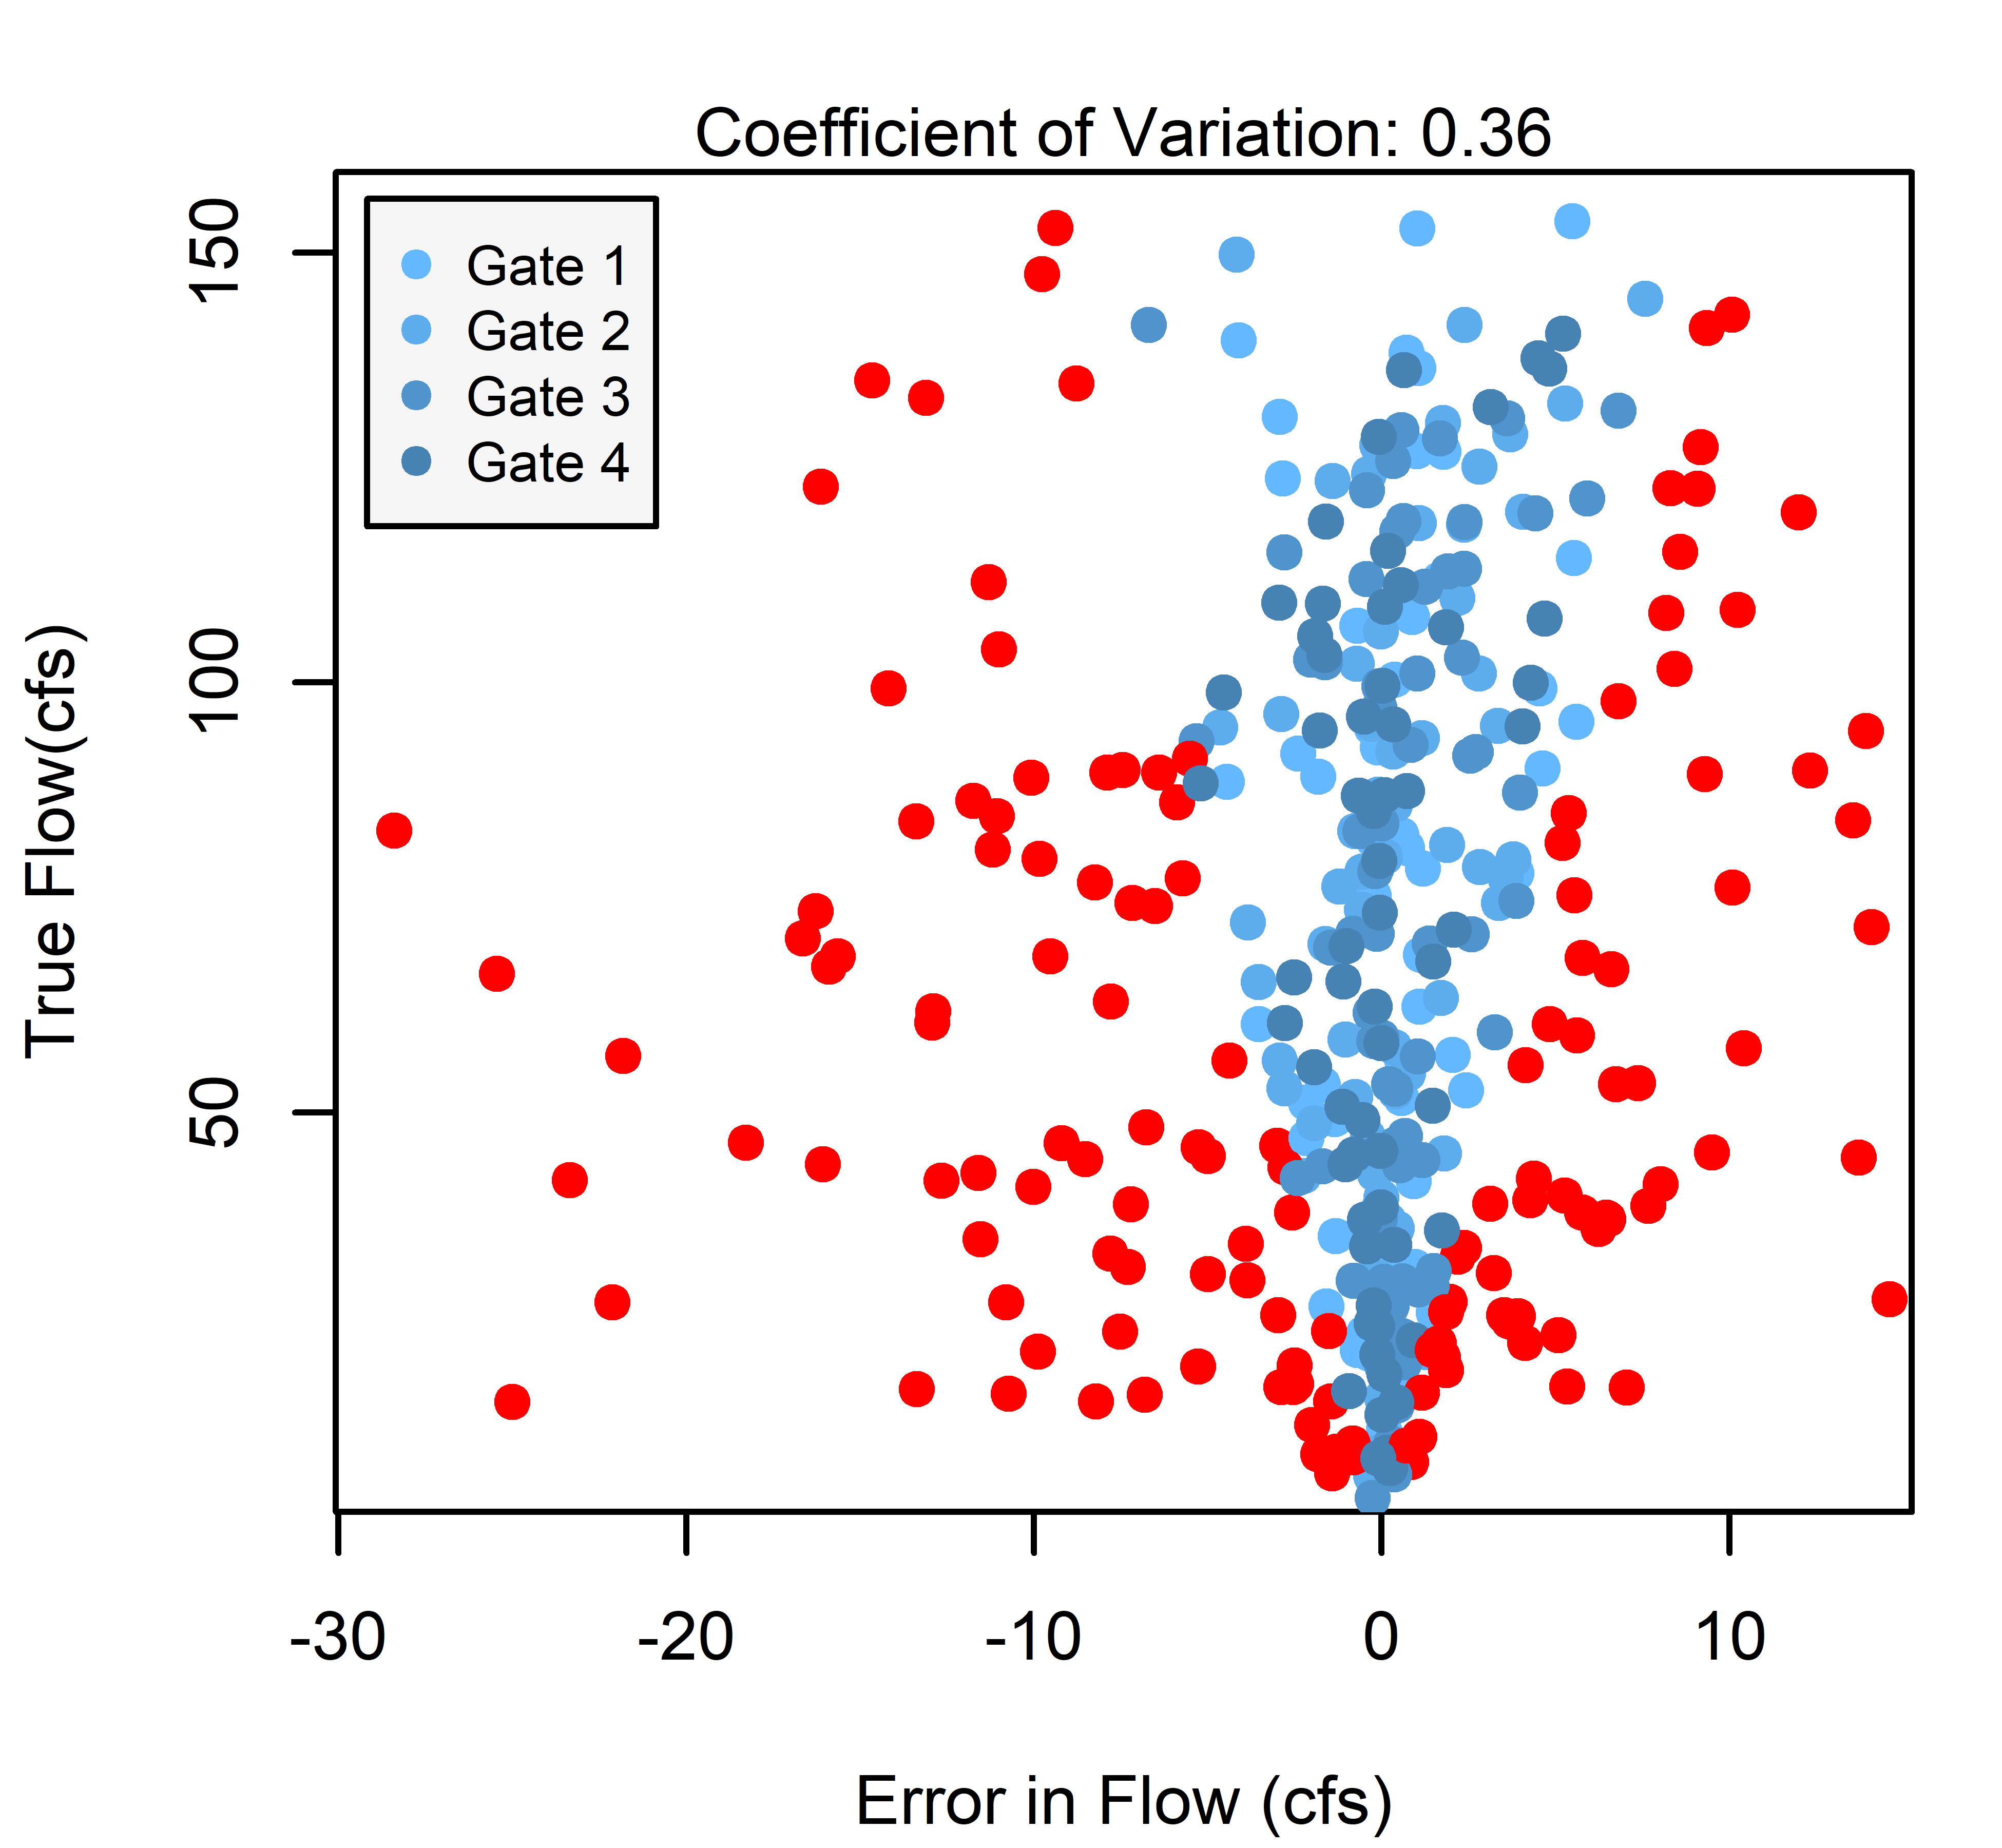 Coefficient of Variation: 0.36
Gate 1
Gate 2
Gate 3
Gate 4
True Flow(cfs)
150
100
50
-30 -20 -10 0 10
Error in Flow (cfs)